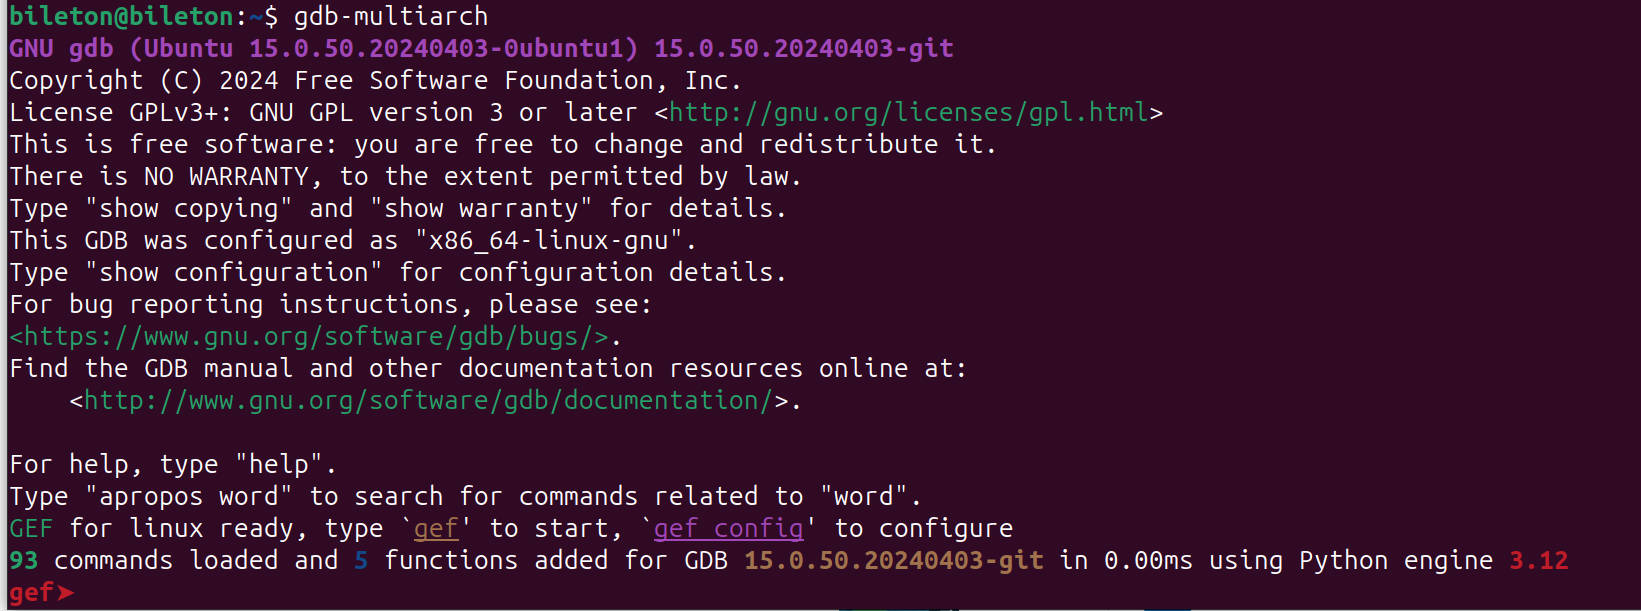 bileton@bileton:~$ gdb-multiarch
GNU gdb (Ubuntu 15.0.50.20240403-0ubuntu1) 15.0.50.20240403-git
Copyright (C) 2024 Free Software Foundation, Inc.
License GPLv3+: GNU GPL version 3 or later <http://gnu.org/licenses/gpl.html>
This is free software: you are free to change and redistribute it.
There is NO WARRANTY, to the extent permitted by law.
Type "show copying" and "show warranty" for details.
This GDB was configured as "x86_64-linux-gnu".
Type "show configuration" for configuration details.
For bug reporting instructions, please see:
<https://www.gnu.org/software/gdb/bugs/>.
Find the GDB manual and other documentation resources online at:
    <http://www.gnu.org/software/gdb/documentation/>.

For help, type "help".
Type "apropos word" to search for commands related to "word".
GEF for linux ready, type `gef' to start, `gef config' to configure
93 commands loaded and 5 functions added for GDB 15.0.50.20240403-git in 0.00ms using Python engine 3.12
gef➤